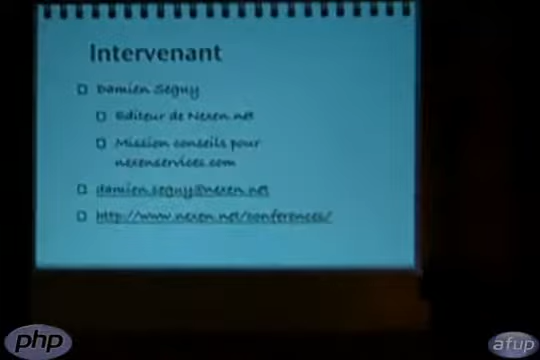 Intervenant
Damien Seguy
Editeur de Nexen.net
Mission conseils pour
nexenservices.com
damien.seguy@nexen.net
http://www.nexen.net/conferences/
php
afup